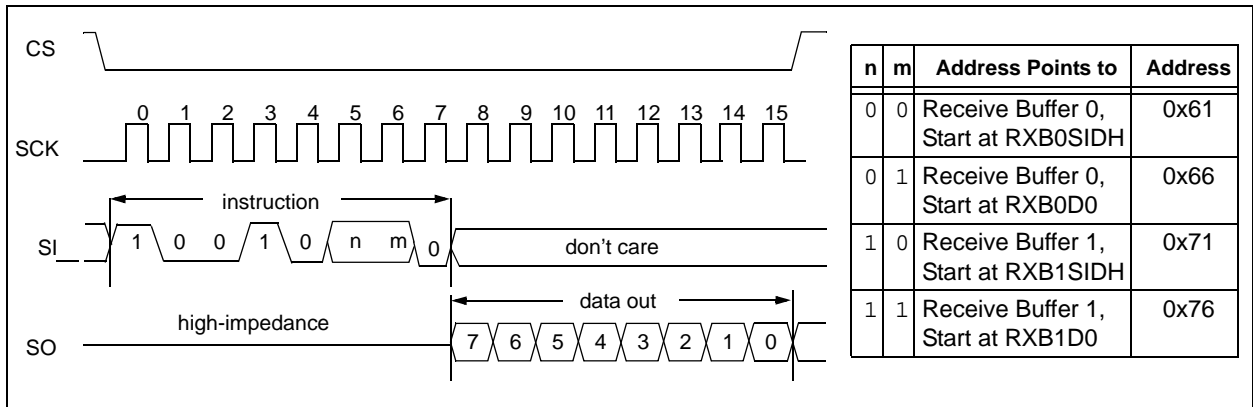 CS
SCK
0 1 2 3 4 5 6 7 8 9 10 11 12 13 14 15
instruction
SI
1 0 0 1 0 n m 0
don't care
data out
high-impedance
SO
7 6 5 4 3 2 1 0
n m Address Points to Address
0 0 Receive Buffer 0, 0x61
Start at RXB0SIDH
0 1 Receive Buffer 0, 0x66
Start at RXB0D0
1 0 Receive Buffer 1, 0x71
Start at RXB1SIDH
1 1 Receive Buffer 1, 0x76
Start at RXB1D0